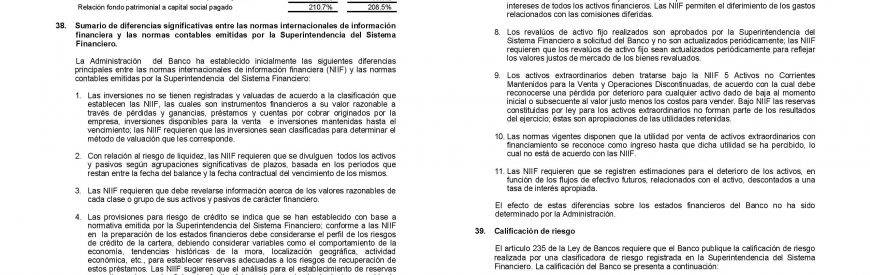 Relación fondo patrimonial a capital social pagado 210.7% 208.5%
38. Sumario de diferencias significativas entre las normas internacionales de información
financiera y las normas contables emitidas por la Superintendencia del Sistema
Financiero.
La Administración del Banco ha establecido inicialmente las siguientes diferencias
principales entre las normas internacionales de información financiera (NIIF) y las normas
contables emitidas por la Superintendencia del Sistema Financiero:
1. Las inversiones no se tienen registradas y valuadas de acuerdo a la clasificación que
establecen las NIIF, las cuales son instrumentos financieros a su valor razonable a
través de pérdidas y ganancias, préstamos y cuentas por cobrar originados por la
empresa, inversiones disponibles para la venta e inversiones mantenidas hasta el
vencimiento; las NIIF requieren que las inversiones sean clasificadas para determinar el
método de valuación que les corresponde.
2. Con relación al riesgo de liquidez, las NIIF requieren que se divulguen todos los activos
y pasivos según agrupaciones significativas de plazos, basada en los periodos que
restan entre la fecha del balance y la fecha contractual del vencimiento de los mismos.
3. Las NIIF requieren que debe revelarse información acerca de los valores razonables de
cada clase o grupo de sus activos y pasivos de carácter financiero.
4. Las provisiones para riesgo de crédito se indica que se han establecido con base a
normativa emitida por la Superintendencia del Sistema Financiero; conforme a las NIIF
en la preparación de los estados financieros debe considerarse el perfil de los riesgos
de crédito de la cartera, debiendo considerar variables como el comportamiento de la
economía, tendencias históricas de la mora, localización geográfica, actividad
económica, etc., para establecer reservas adecuadas a los riesgos de recuperación de
estos préstamos. Las NIIF sugieren que el análisis para el establecimiento de reservas
intereses de todos los activos financieros. Las NIIF permiten el diferimiento de los gastos
relacionados con las comisiones diferidas.
8. Los revalúos de activo fijo realizados son aprobados por la Superintendencia del
Sistema Financiero a solicitud del Banco y no son actualizados periódicamente; las NIIF
requieren que los revalúos de activo fijo sean actualizados periódicamente para reflejar
los valores justos de mercado de los bienes revaluados.
9. Los activos extraordinarios deben tratarse bajo la NIIF 5 Activos no Corrientes
Mantenidos para la Venta y Operaciones Discontinuadas, de acuerdo con la cual debe
reconocerse una pérdida por deterioro para cualquier activo dado de baja al momento
inicial o subsecuente al valor justo menos los costos para vender. Bajo NIIF las reservas
constituidas por ley para los activos extraordinarios no forman parte de los resultados
del ejercicio; éstas son apropiaciones de las utilidades retenidas.
10. Las normas vigentes disponen que la utilidad por venta de activos extraordinarios con
financiamiento se reconoce como ingreso hasta que dicha utilidad se ha percibido, lo
cual no está de acuerdo con las NIIF.
11. Las NIIF requieren que se registren estimaciones para el deterioro de los activos, en
función de los flujos de efectivo futuros, relacionados con el activo, descontados a una
tasa de interés apropiada.
El efecto de estas diferencias sobre los estados financieros del Banco no ha sido
determinado por la Administración.
39. Calificación de riesgo
El artículo 235 de la Ley de Bancos requiere que el Banco publique la calificación de riesgo
realizada por una clasificadora de riesgo registrada en la Superintendencia del Sistema
Financiero. La calificación del Banco se presenta a continuación: